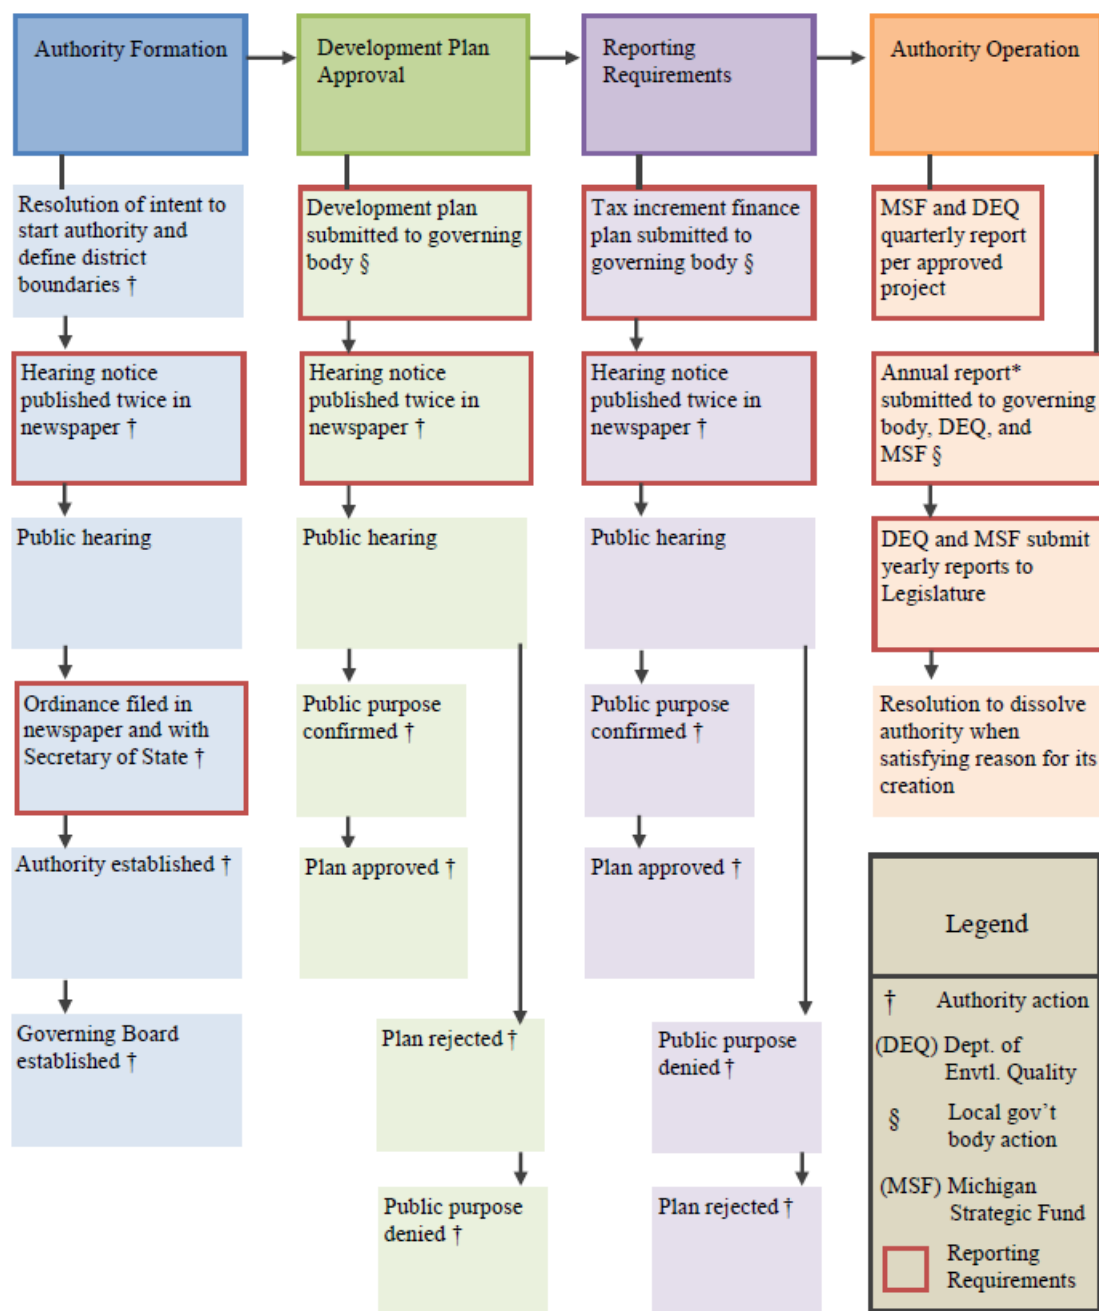 Authority Formation
Development Plan
Approval
Reporting
Requirements
Authority Operation
Resolution of intent to
start authority and
define district
boundaries †
Hearing notice
published twice in
newspaper †
Public hearing
Ordinance filed in
newspaper and with
Secretary of State †
Authority established †
Governing Board
established †
Development plan
submitted to governing
body §
Hearing notice
published twice in
newspaper †
Public hearing
Public purpose
confirmed †
Plan approved †
Plan rejected †
Public purpose
denied †
Tax increment finance
plan submitted to
governing body §
Hearing notice
published twice in
newspaper †
Public hearing
Public purpose
confirmed †
Plan approved †
Public purpose
denied †
Plan rejected †
MSF and DEQ
quarterly report
per approved
project
Annual report*
submitted to governing
body, DEQ, and
MSF §
DEQ and MSF submit
yearly reports to
Legislature
Resolution to dissolve
authority when
satisfying reason for its
creation
Legend
† Authority action
(DEQ) Dept. of
Envtl. Quality
§ Local gov't
body action
(MSF) Michigan
Strategic Fund
Reporting
Requirements